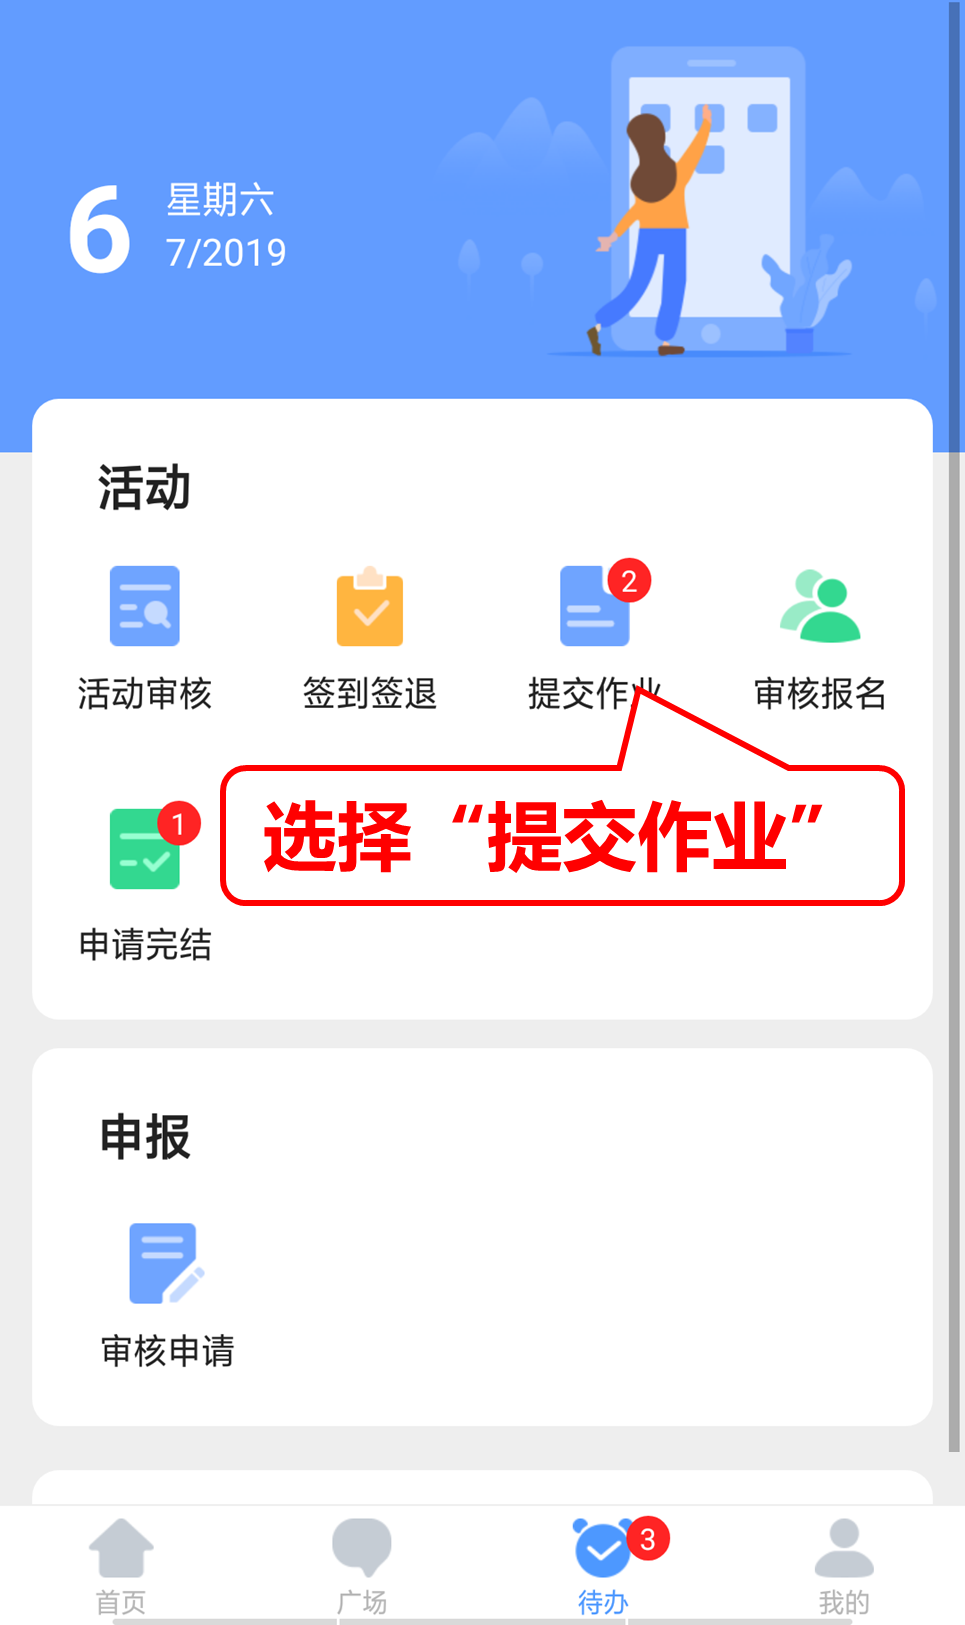 6
星期六
7/2019
活动
2
活动审核
签到签退
提交作业
审核报名
1
选择“提交作业”
申请完结
申报
审核申请
3
首页
广场
待办
我的